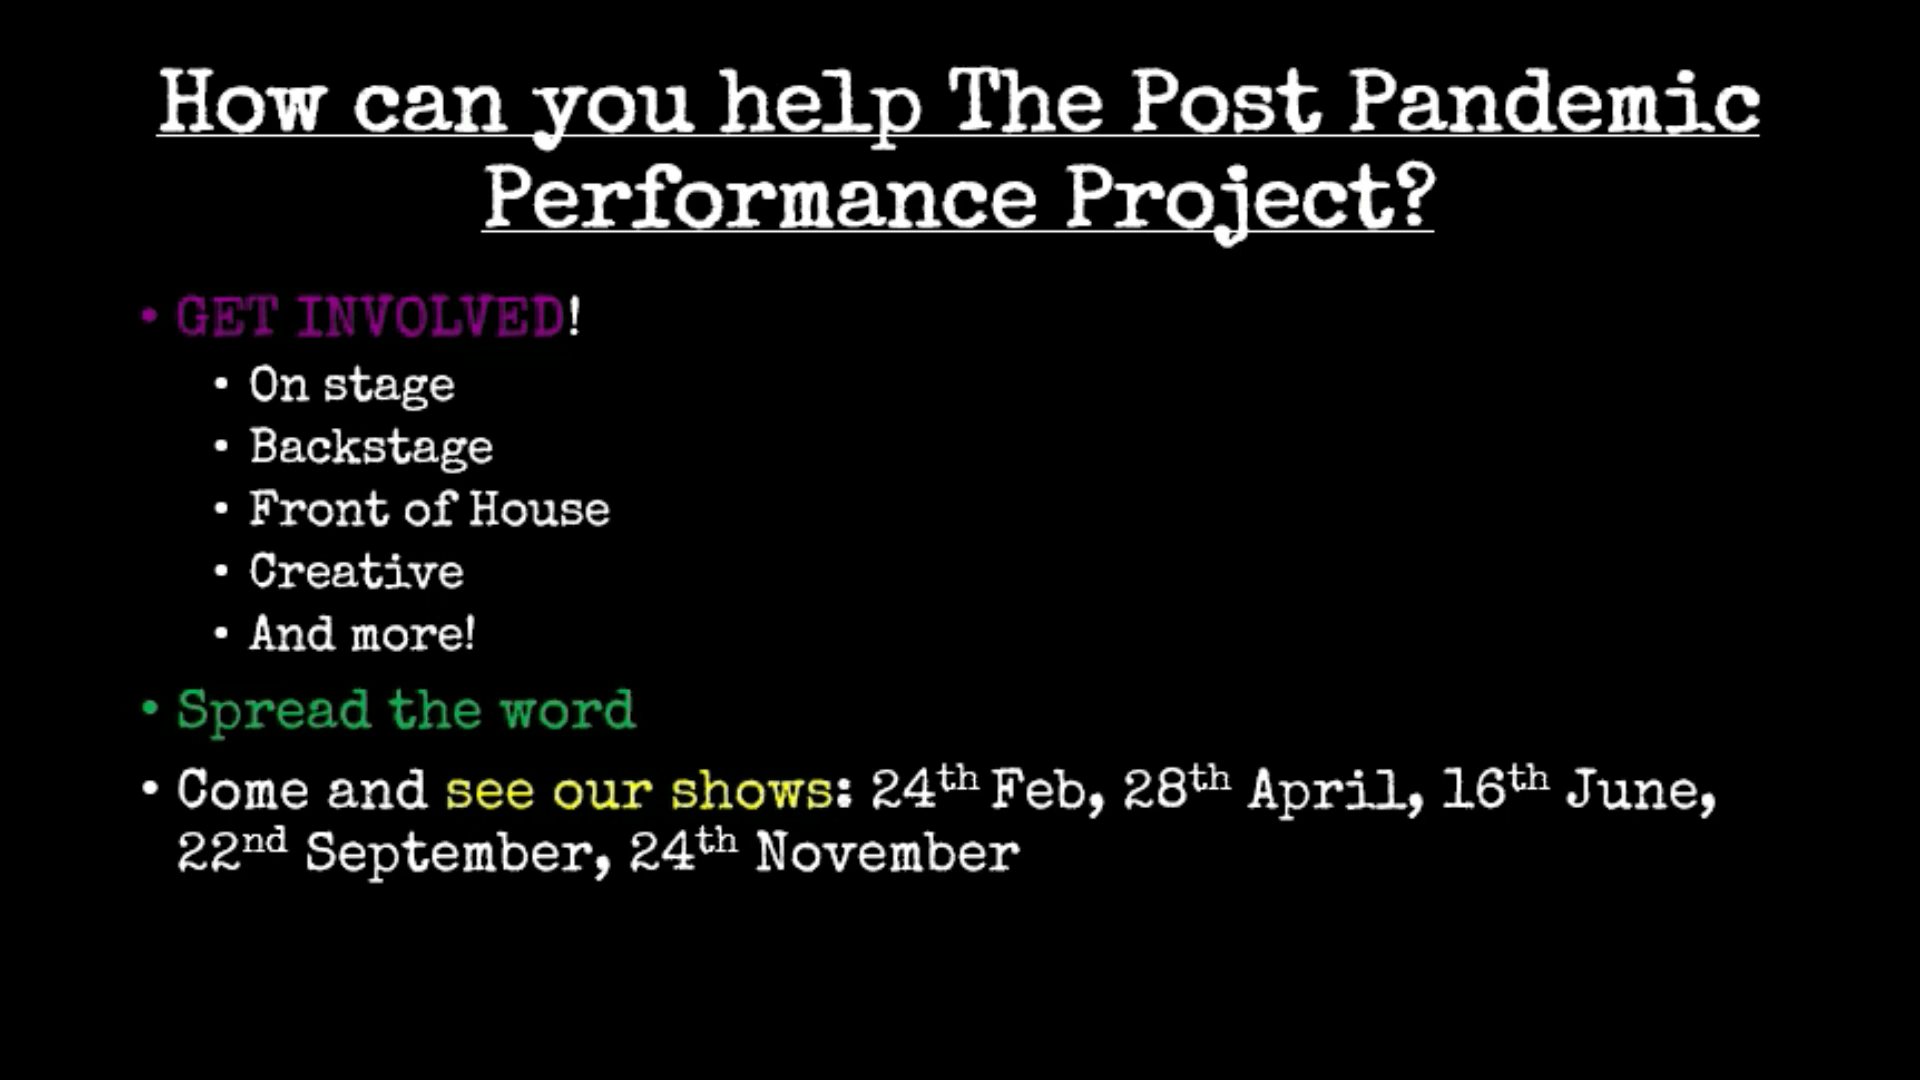 How can you help The Post Pandemic
Performance Project?
• GET INVOLVED!
• On stage
• Backstage
• Front of House
• Creative
• And more!
• Spread the word
• Come and see our shows: 24th Feb, 28th April, 16th June,
22nd September, 24th November